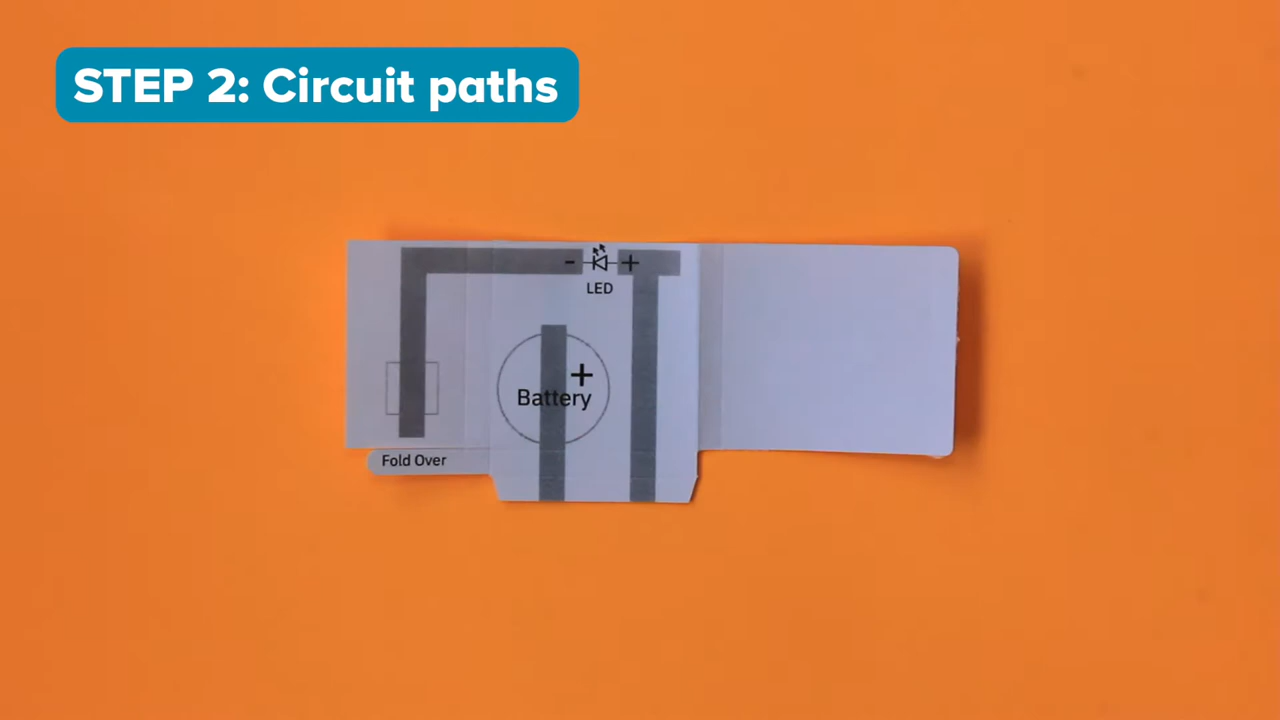 STEP 2: Circuit paths
- +
LED
+
Battery
Fold Over